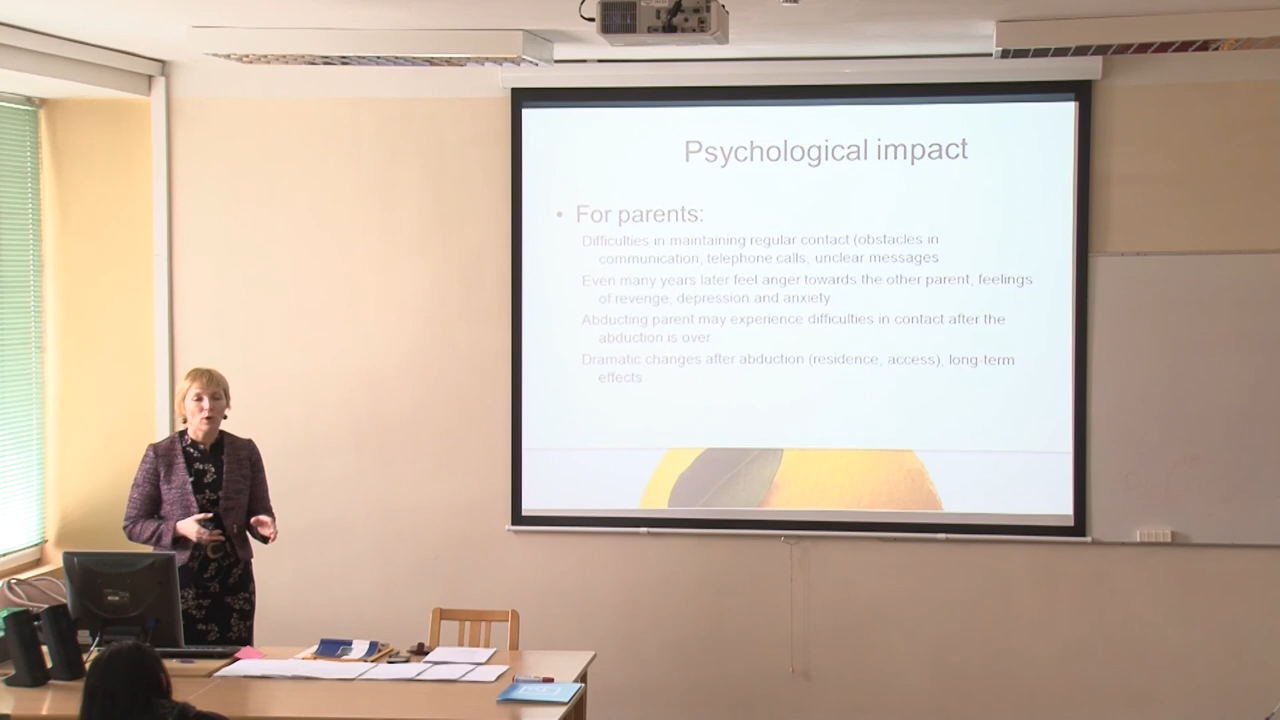 Psychological impact
• For parents:
Difficulties in maintaining regular contact (obstacles in
communication, telephone calls, unclear messages
Even many years later feel anger towards the other parent, feelings
of revenge, depression and anxiety
Abducting parent may experience difficulties in contact after the
abduction is over
Dramatic changes after abduction (residence, access), long-term
effects